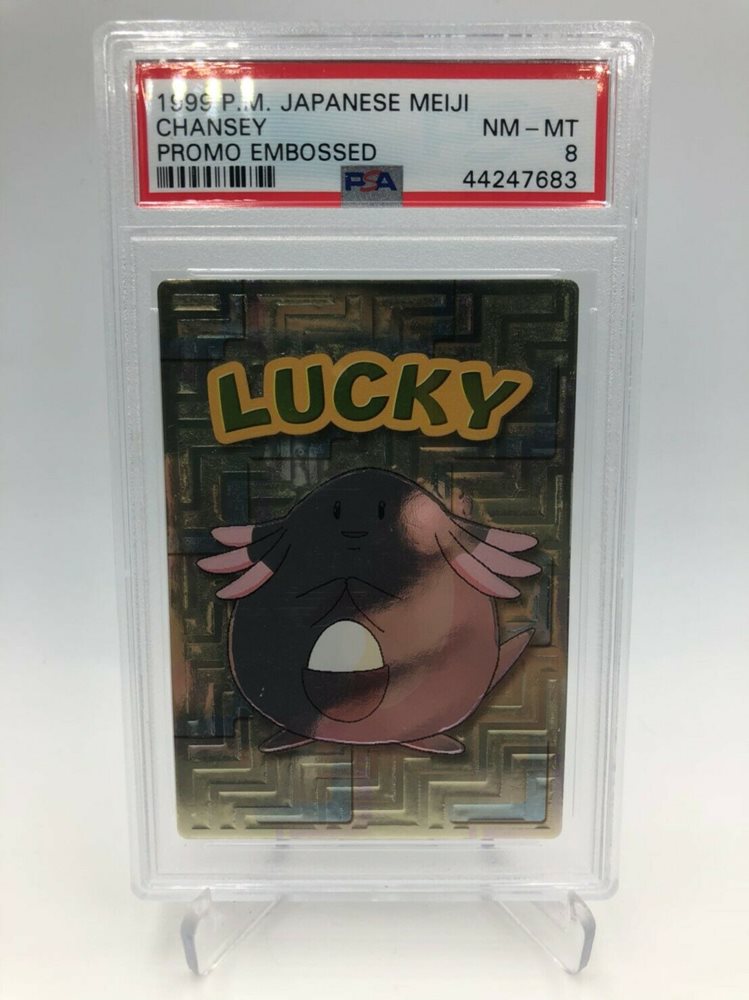 1999 P.M. JAPANESE MEIJI
CHANSEY NM - MT
PROMO EMBOSSED 8
PSA 44247683
LUCKY